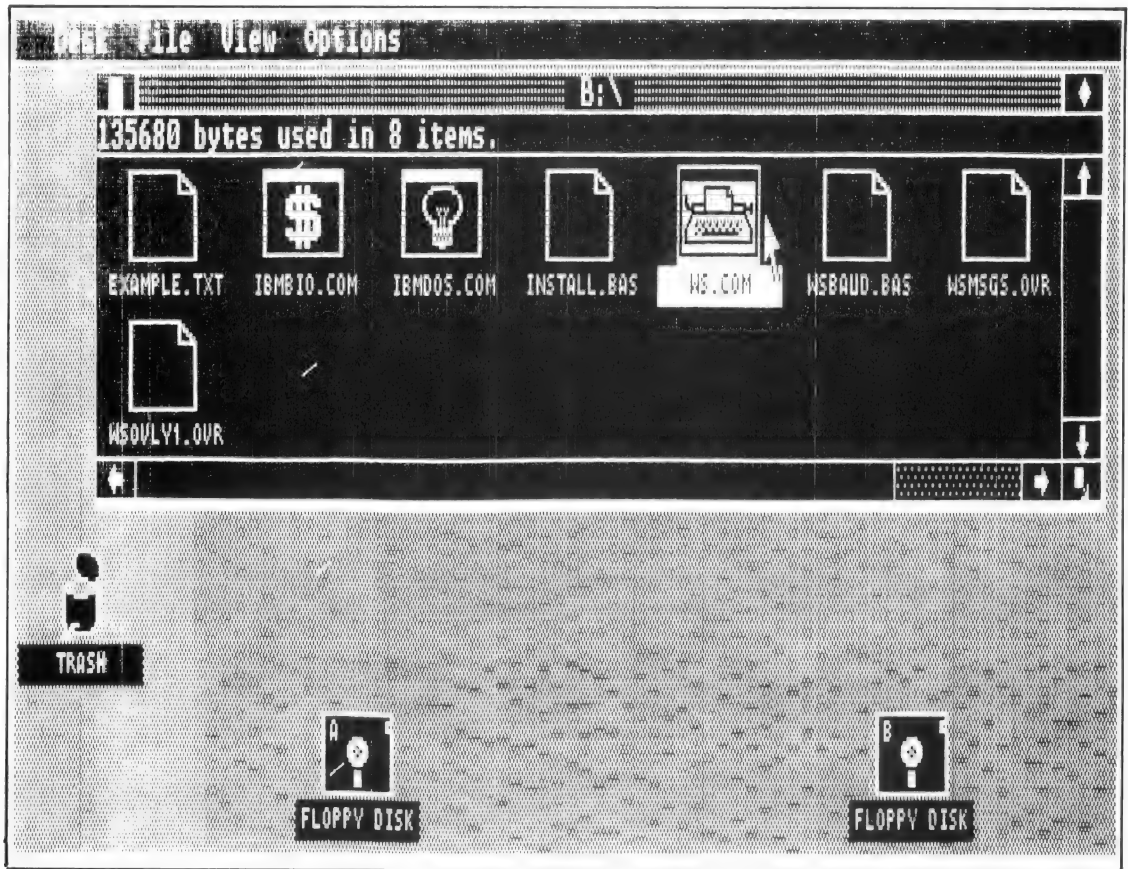 Desk File View Options
B:\
135680 bytes used in 8 items.
EXAMPLE.TXT IBMBIO.COM IBMDOS.COM INSTALL.BAS WS.COM WSBAUD.BAS WSMSGS.OVR
WSOVLY1.OVR
TRASH
A B
FLOPPY DISK FLOPPY DISK